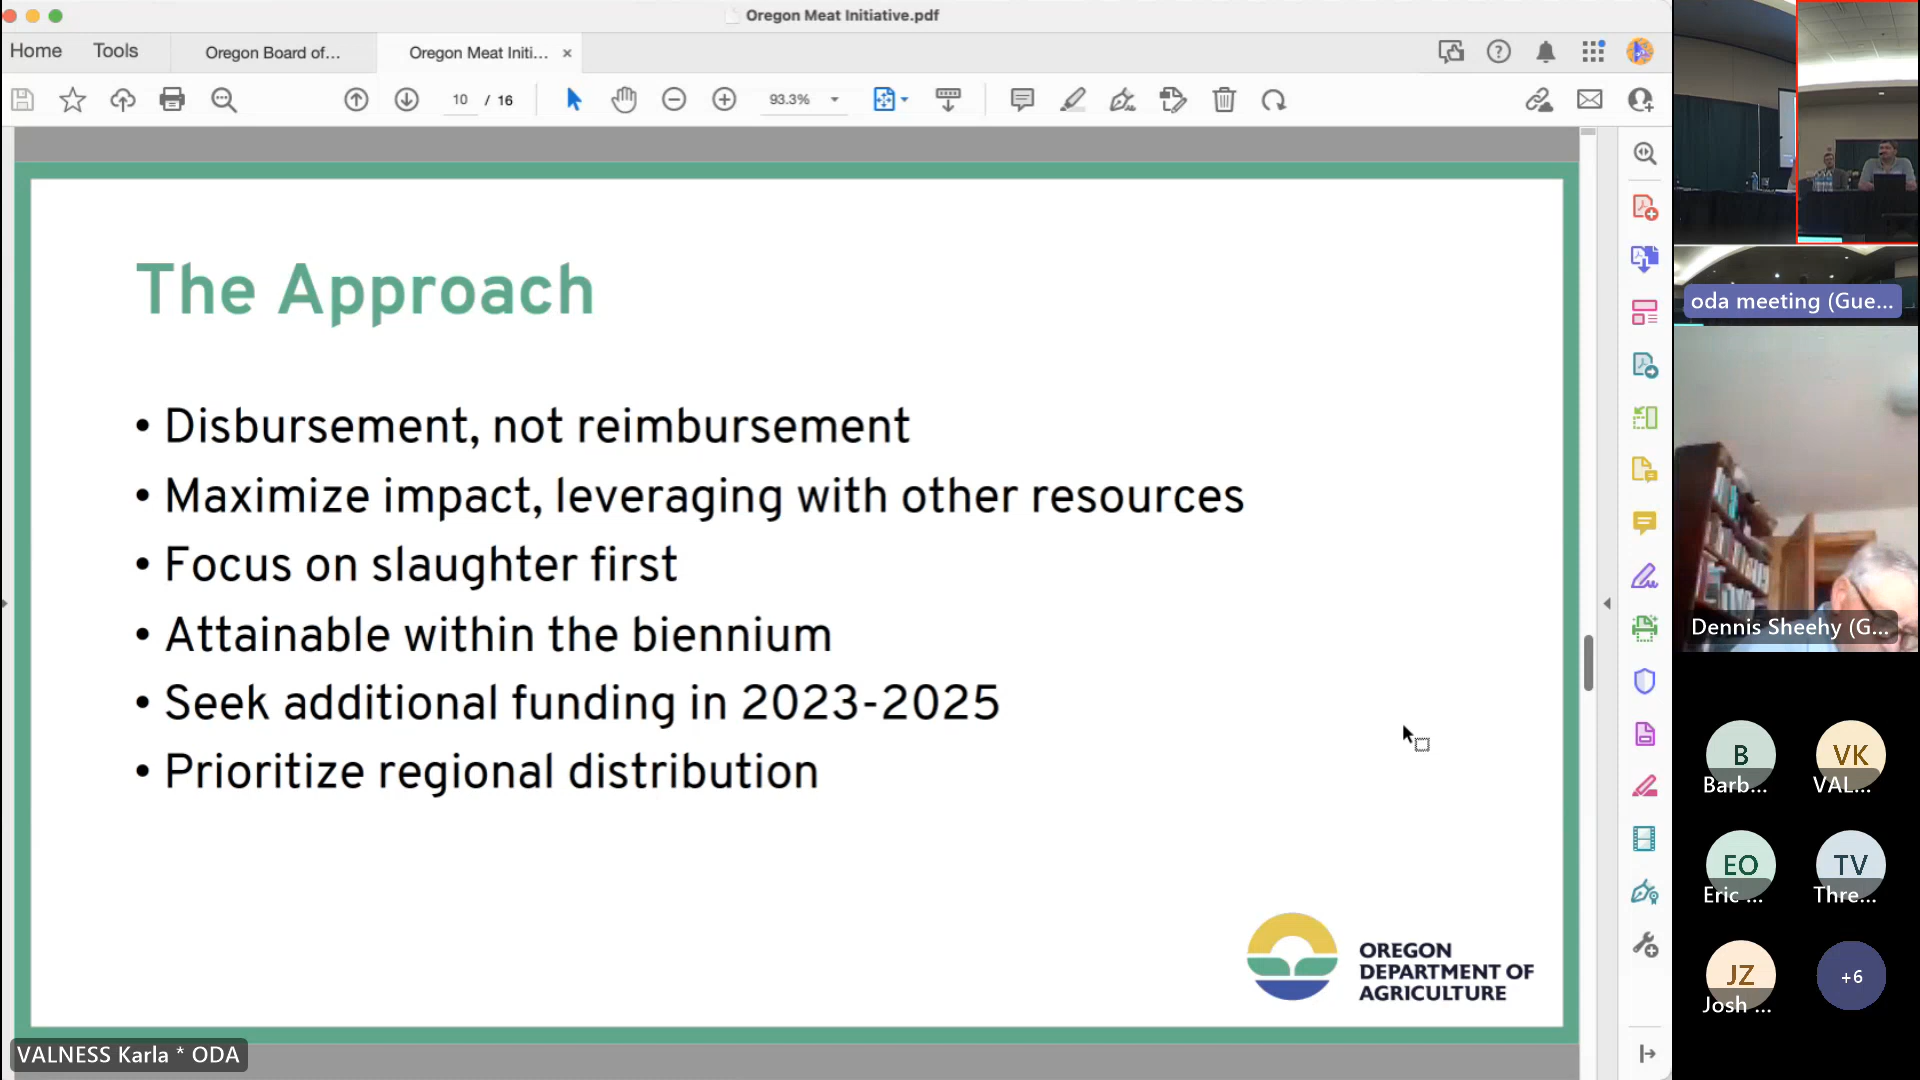 Oregon Meat Initiative.pdf
Home
Tools
Oregon Board of...
Oregon Meat Initi...
10 / 16
93.3%
The Approach
• Disbursement, not reimbursement
• Maximize impact, leveraging with other resources
• Focus on slaughter first
• Attainable within the biennium
• Seek additional funding in 2023-2025
• Prioritize regional distribution
OREGON
DEPARTMENT OF
AGRICULTURE
VALNESS Karla * ODA
oda meeting (Gue...
Dennis Sheehy (G...
B
Barb...
VK
VAL...
EO
Eric ...
TV
Thre...
JZ
Josh ...
+6